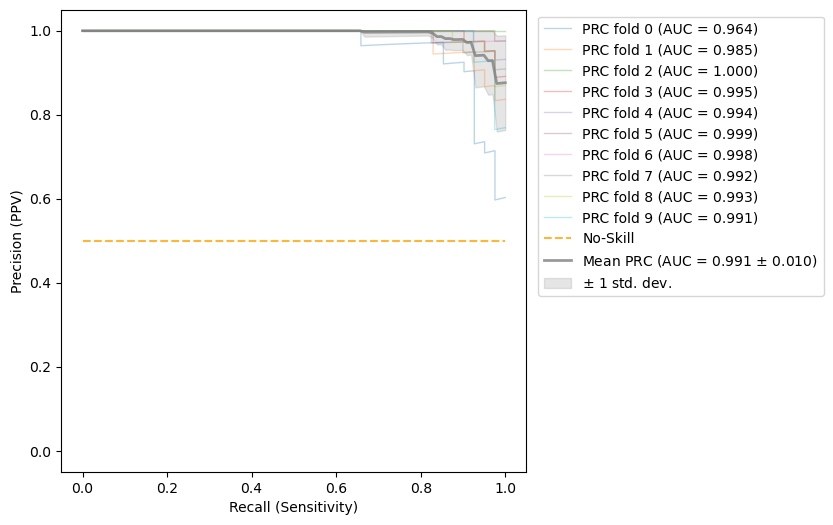 1.0
0.8
0.6
0.4
0.2
0.0
Precision (PPV)
0.0 0.2 0.4 0.6 0.8 1.0
Recall (Sensitivity)
PRC fold 0 (AUC = 0.964)
PRC fold 1 (AUC = 0.985)
PRC fold 2 (AUC = 1.000)
PRC fold 3 (AUC = 0.995)
PRC fold 4 (AUC = 0.994)
PRC fold 5 (AUC = 0.999)
PRC fold 6 (AUC = 0.998)
PRC fold 7 (AUC = 0.992)
PRC fold 8 (AUC = 0.993)
PRC fold 9 (AUC = 0.991)
No-Skill
Mean PRC (AUC = 0.991 ± 0.010)
± 1 std. dev.